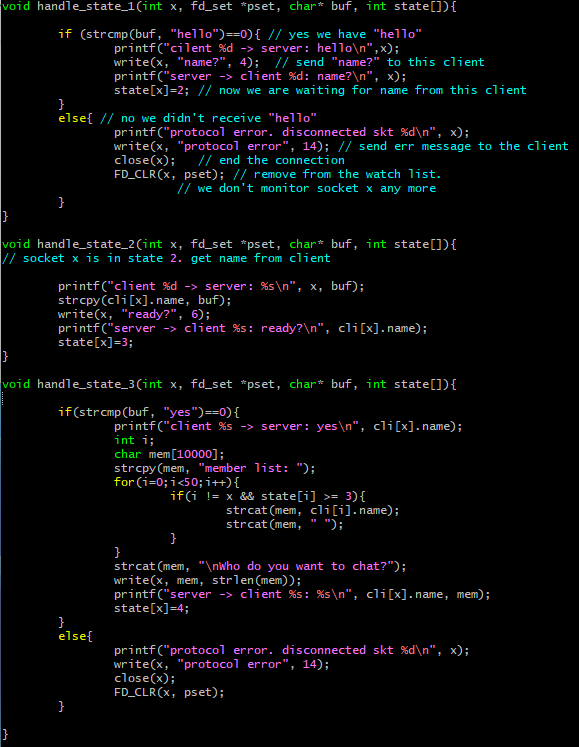 void handle_state_1(int x, fd_set *pset, char* buf, int state[]){
if (strcmp(buf, "hello")==0){ // yes we have "hello"
printf("cilent %d -> server: hello\n",x);
write(x, "name?", 4);  // send "name?" to this client
printf("server -> client %d: name?\n", x);
state[x]=2; // now we are waiting for name from this client
}
else{ // no we didn't receive "hello"
printf("protocol error. disconnected skt %d\n", x);
write(x, "protocol error", 14); // send err message to the client
close(x);   // end the connection
FD_CLR(x, pset); // remove from the watch list.
// we don't monitor socket x any more
}
}
void handle_state_2(int x, fd_set *pset, char* buf, int state[]){
// socket x is in state 2. get name from client
printf("client %d -> server: %s\n", x, buf);
strcpy(cli[x].name, buf);
write(x, "ready?", 6);
printf("server -> client %s: ready?\n", cli[x].name);
state[x]=3;
}
void handle_state_3(int x, fd_set *pset, char* buf, int state[]){
if(strcmp(buf, "yes")==0){
printf("client %s -> server: yes\n", cli[x].name);
int i;
char mem[10000];
strcpy(mem, "member list: ");
for(i=0;i<50;i++){
if(i != x && state[i] >= 3){
strcat(mem, cli[i].name);
strcat(mem, " ");
}
}
strcat(mem, "\nWho do you want to chat?");
write(x, mem, strlen(mem));
printf("server -> client %s: %s\n", cli[x].name, mem);
state[x]=4;
}
else{
printf("protocol error. disconnected skt %d\n", x);
write(x, "protocol error", 14);
close(x);
FD_CLR(x, pset);
}
}